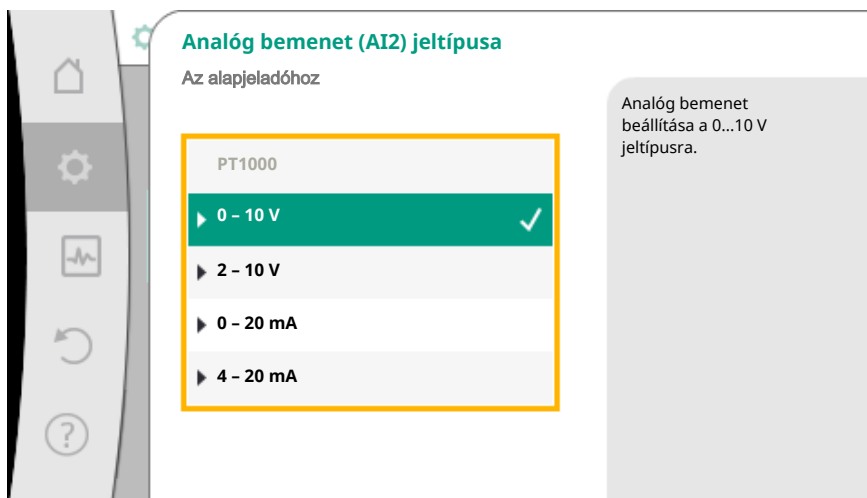 Analóg bemenet (AI2) jeltípusa
Az alapjeladóhoz
PT1000
0 – 10 V
2 – 10 V
0 – 20 mA
4 – 20 mA
Analóg bemenet
beállítása a 0...10 V
jeltípusra.
?